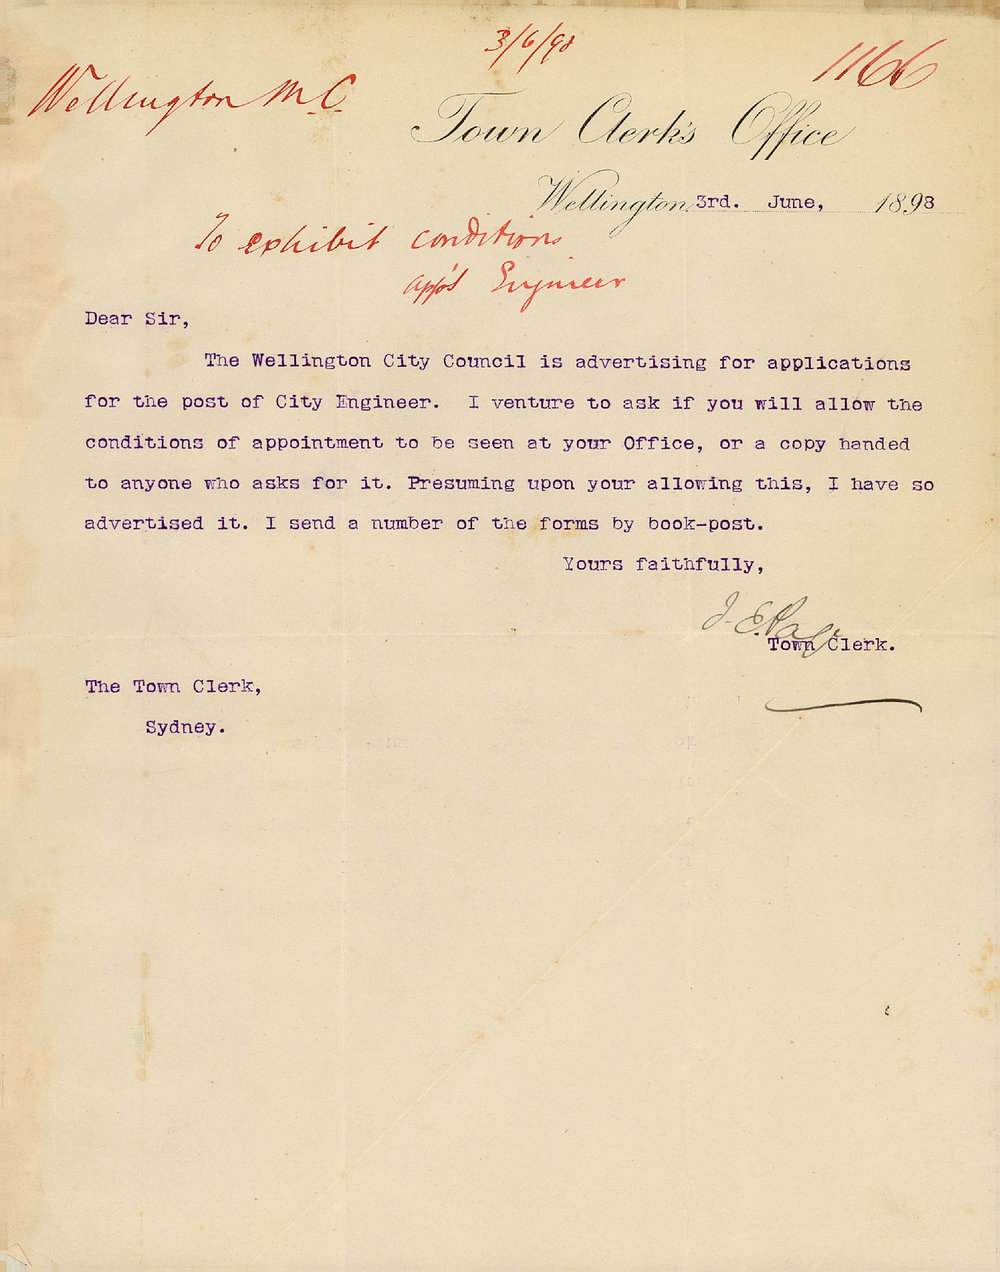 3/6/98
1166
Wellington M.C.
Town Clerk's Office
Wellington, 3rd. June, 1898
To exhibit conditions
app's Engineer
Dear Sir,
The Wellington City Council is advertising for applications
for the post of City Engineer. I venture to ask if you will allow the
conditions of appointment to be seen at your Office, or a copy handed
to anyone who asks for it. Presuming upon your allowing this, I have so
advertised it. I send a number of the forms by book-post.
Yours faithfully,
J. E. Page
Town Clerk.
The Town Clerk,
Sydney.